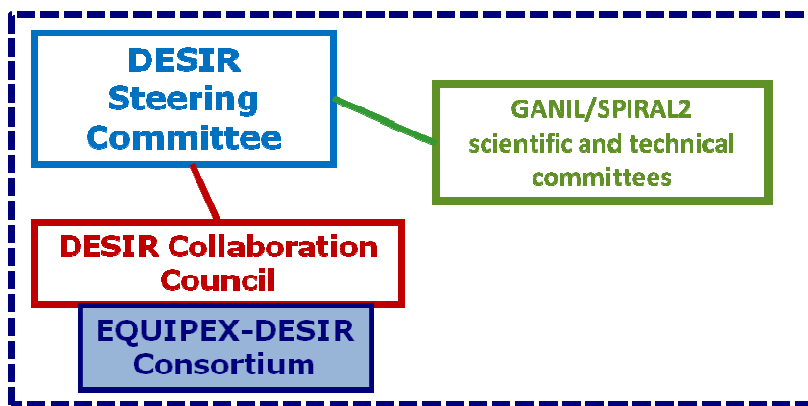 DESIR
Steering
Committee
GANIL/SPIRAL2
scientific and technical
committees
DESIR Collaboration
Council
EQUIPEX-DESIR
Consortium